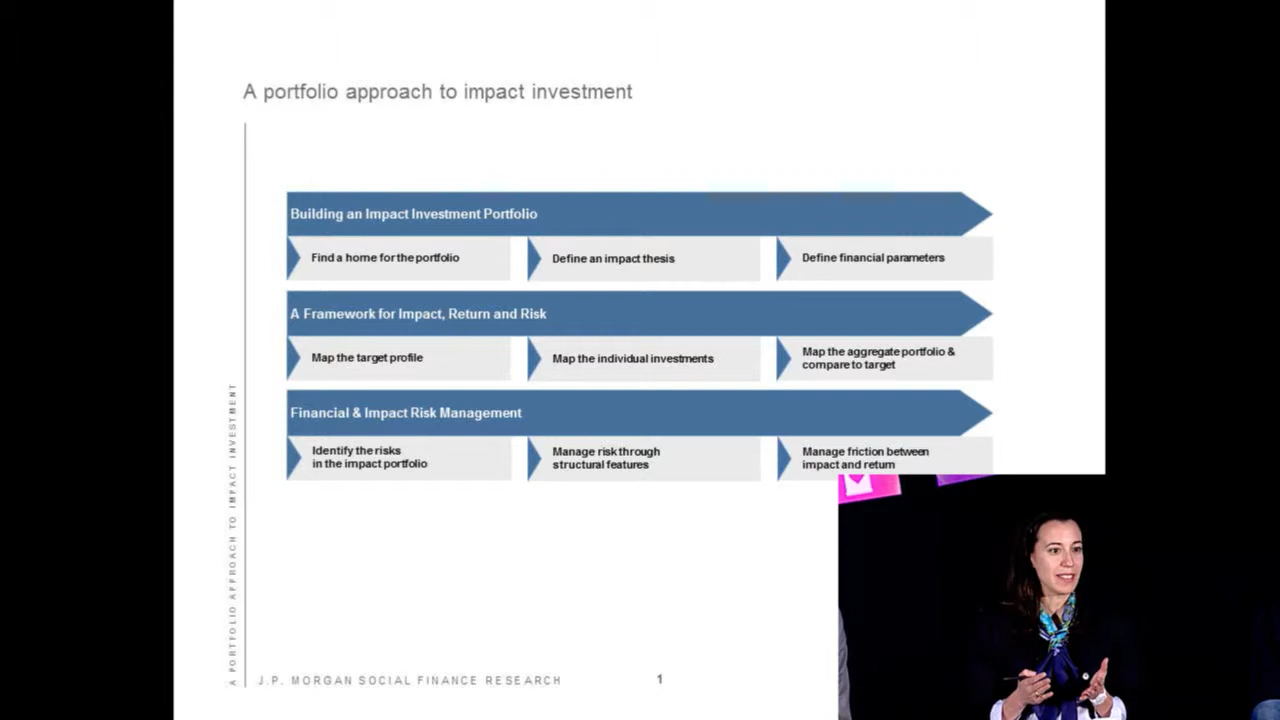 A portfolio approach to impact investment
Building an Impact Investment Portfolio
Find a home for the portfolio
Define an impact thesis
Define financial parameters
A Framework for Impact, Return and Risk
Map the target profile
Map the individual investments
Map the aggregate portfolio &
compare to target
Financial & Impact Risk Management
Identify the risks
in the impact portfolio
Manage risk through
structural features
Manage friction between
impact and return
A PORTFOLIO APPROACH TO IMPACT INVESTMENT
J.P. MORGAN SOCIAL FINANCE RESEARCH
1